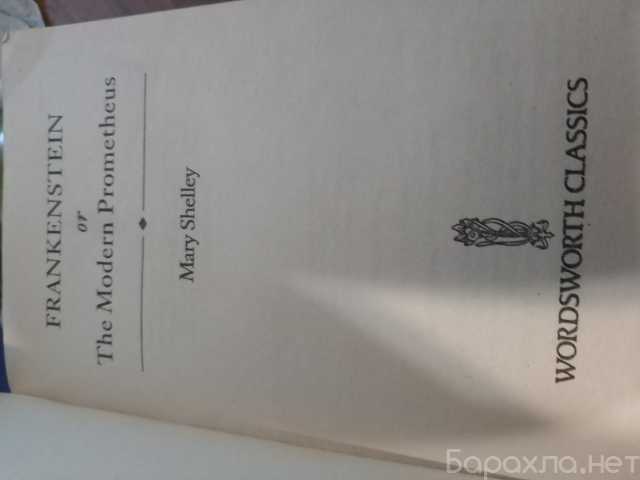 FRANKENSTEIN
or
The Modern Prometheus
Mary Shelley
WORDSWORTH CLASSICS
Барахла.нет